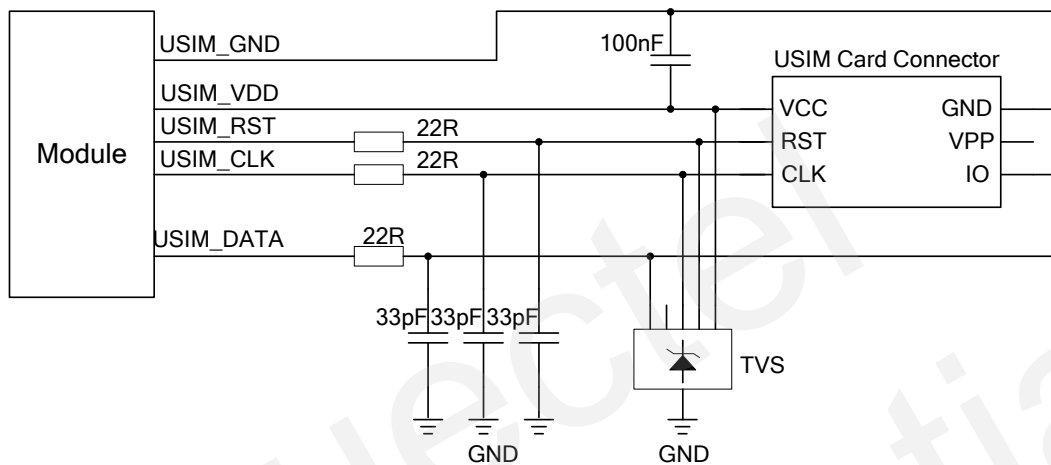 USIM_GND
100nF
USIM Card Connector
USIM_VDD
VCC
GND
USIM_RST
22R
RST
VPP
Module
USIM_CLK
22R
CLK
IO
USIM_DATA
22R
33pF 33pF 33pF
TVS
GND
GND